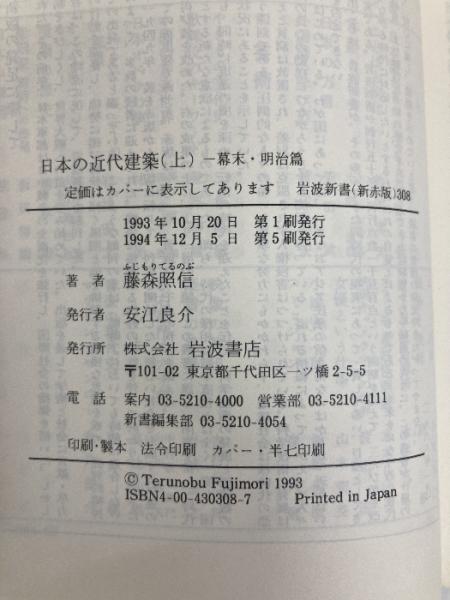 日本の近代建築(上) −幕末・明治篇
定価はカバーに表示してあります 岩波新書(新赤版)308
1993年10月20日 第1刷発行
1994年12月5日 第5刷発行
ふじもりてるのぶ
著者 藤森照信
発行者 安江良介
発行所 株式会社 岩波書店
〒101-02 東京都千代田区一ツ橋2-5-5
電話 案内 03-5210-4000 営業部 03-5210-4111
新書編集部 03-5210-4054
印刷・製本 法令印刷 カバー・半七印刷
© Terunobu Fujimori 1993
ISBN4-00-430308-7 Printed in Japan